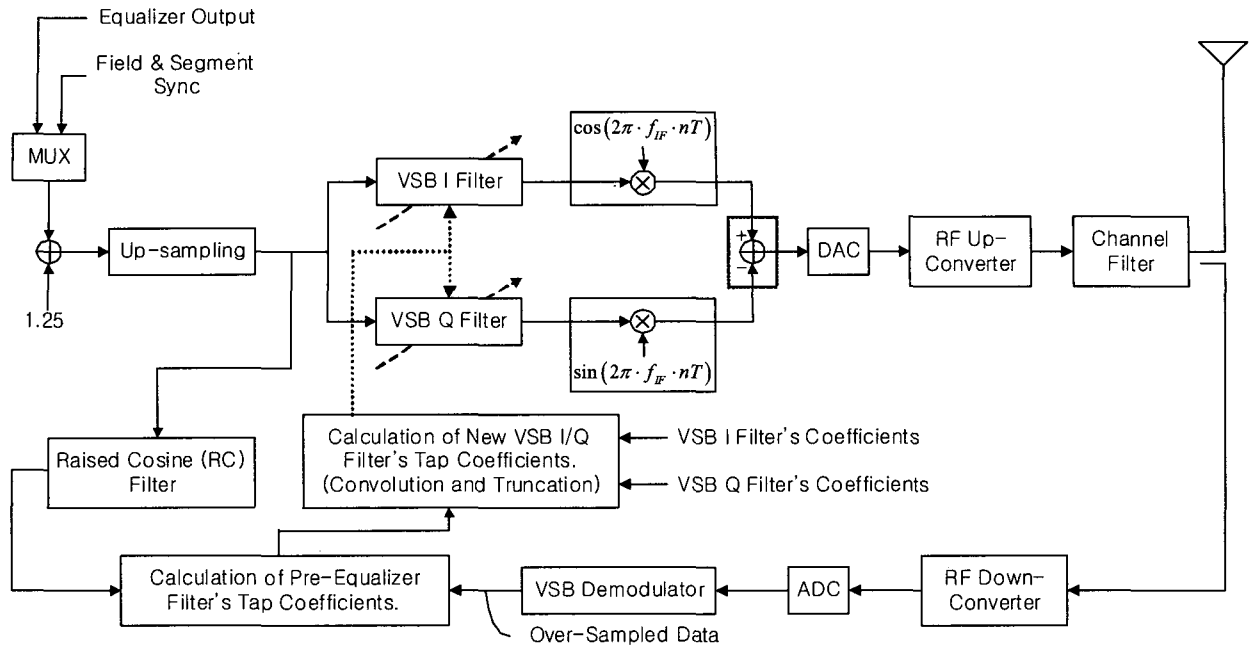 Equalizer Output
Field & Segment
Sync
MUX
1.25
Up-sampling
VSB I Filter
VSB Q Filter
cos(2π · f_IF · nT)
sin(2π · f_IF · nT)
+
−
DAC
RF Up-
Converter
Channel
Filter
Raised Cosine (RC)
Filter
Calculation of New VSB I/Q
Filter's Tap Coefficients.
(Convolution and Truncation)
VSB I Filter's Coefficients
VSB Q Filter's Coefficients
Calculation of Pre-Equalizer
Filter's Tap Coefficients.
VSB Demodulator
ADC
RF Down-
Converter
Over-Sampled Data